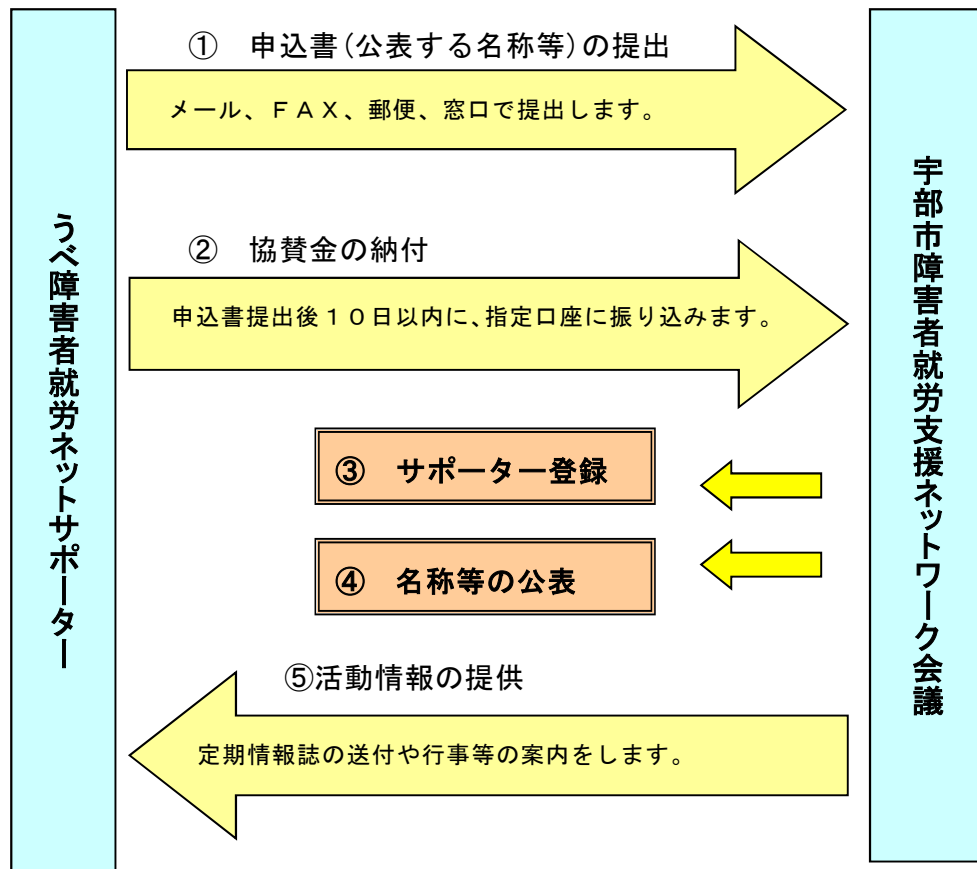 うべ障害者就労ネットサポーター
① 申込書(公表する名称等)の提出
メール、FAX、郵便、窓口で提出します。
② 協賛金の納付
申込書提出後10日以内に、指定口座に振り込みます。
③ サポーター登録
④ 名称等の公表
⑤活動情報の提供
定期情報誌の送付や行事等の案内をします。
宇部市障害者就労支援ネットワーク会議